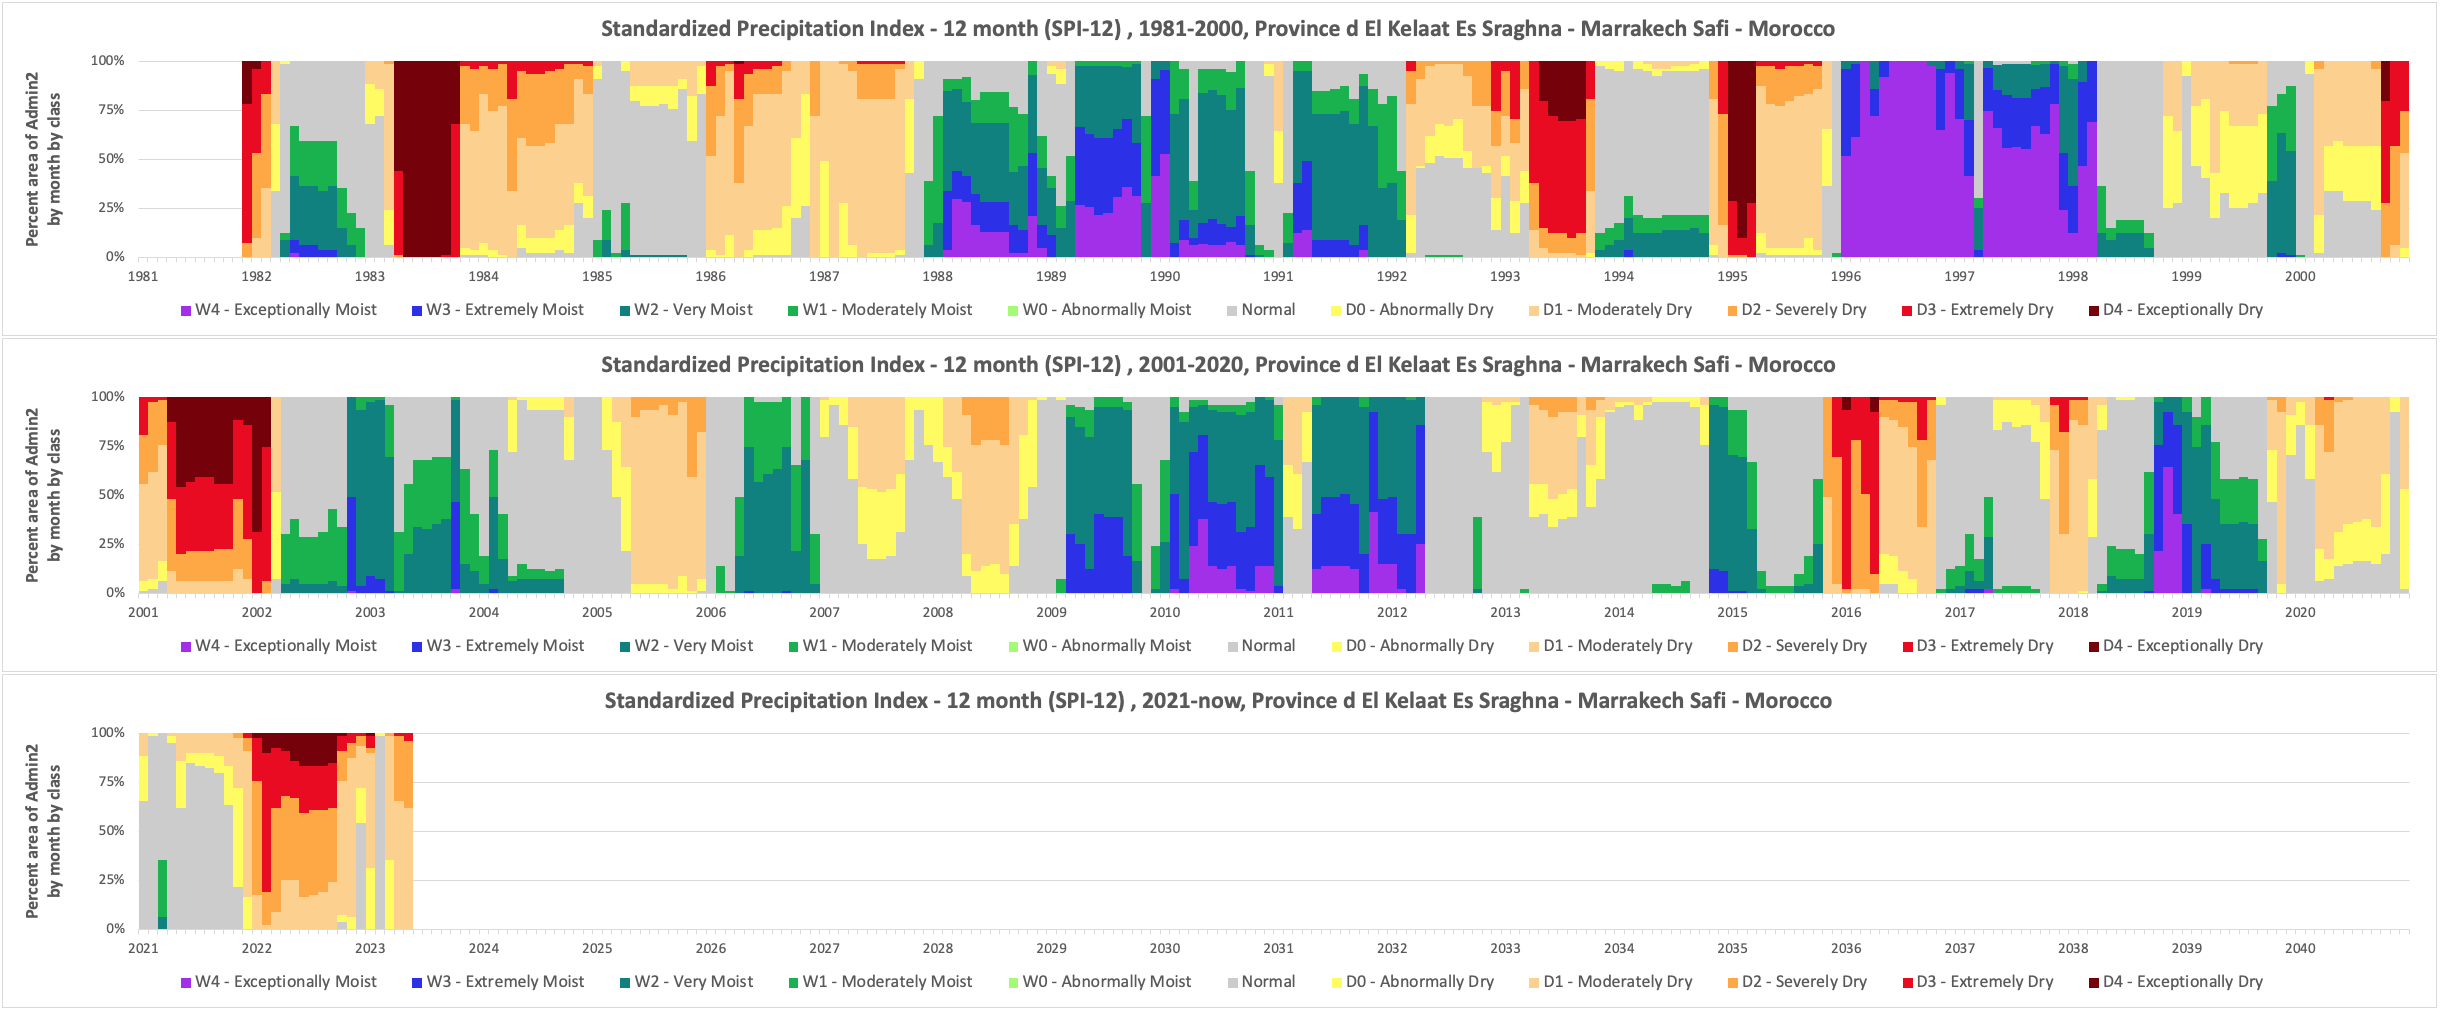 Standardized Precipitation Index - 12 month (SPI-12) , 1981-2000, Province d El Kelaat Es Sraghna - Marrakech Safi - Morocco
Percent area of Admin2
by month by class
100%
75%
50%
25%
0%
1981 1982 1983 1984 1985 1986 1987 1988 1989 1990 1991 1992 1993 1994 1995 1996 1997 1998 1999 2000
W4 - Exceptionally Moist W3 - Extremely Moist W2 - Very Moist W1 - Moderately Moist W0 - Abnormally Moist Normal D0 - Abnormally Dry D1 - Moderately Dry D2 - Severely Dry D3 - Extremely Dry D4 - Exceptionally Dry
Standardized Precipitation Index - 12 month (SPI-12) , 2001-2020, Province d El Kelaat Es Sraghna - Marrakech Safi - Morocco
Percent area of Admin2
by month by class
100%
75%
50%
25%
0%
2001 2002 2003 2004 2005 2006 2007 2008 2009 2010 2011 2012 2013 2014 2015 2016 2017 2018 2019 2020
W4 - Exceptionally Moist W3 - Extremely Moist W2 - Very Moist W1 - Moderately Moist W0 - Abnormally Moist Normal D0 - Abnormally Dry D1 - Moderately Dry D2 - Severely Dry D3 - Extremely Dry D4 - Exceptionally Dry
Standardized Precipitation Index - 12 month (SPI-12) , 2021-now, Province d El Kelaat Es Sraghna - Marrakech Safi - Morocco
Percent area of Admin2
by month by class
100%
75%
50%
25%
0%
2021 2022 2023 2024 2025 2026 2027 2028 2029 2030 2031 2032 2033 2034 2035 2036 2037 2038 2039 2040
W4 - Exceptionally Moist W3 - Extremely Moist W2 - Very Moist W1 - Moderately Moist W0 - Abnormally Moist Normal D0 - Abnormally Dry D1 - Moderately Dry D2 - Severely Dry D3 - Extremely Dry D4 - Exceptionally Dry